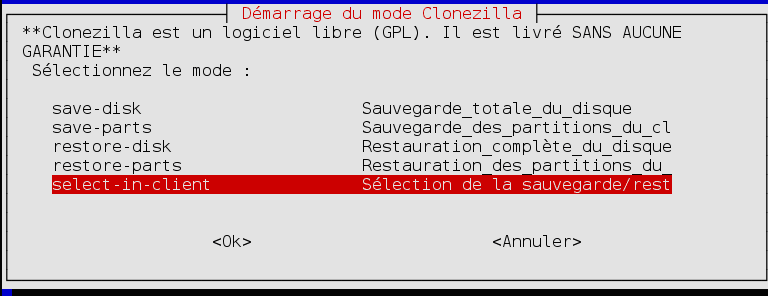 Démarrage du mode Clonezilla
**Clonezilla est un logiciel libre (GPL). Il est livré SANS AUCUNE
GARANTIE**
Sélectionnez le mode :
save-disk Sauvegarde_totale_du_disque
save-parts Sauvegarde_des_partitions_du_cl
restore-disk Restauration_complète_du_disque
restore-parts Restauration_des_partitions_du_
select-in-client Sélection de la sauvegarde/rest
<Ok> <Annuler>